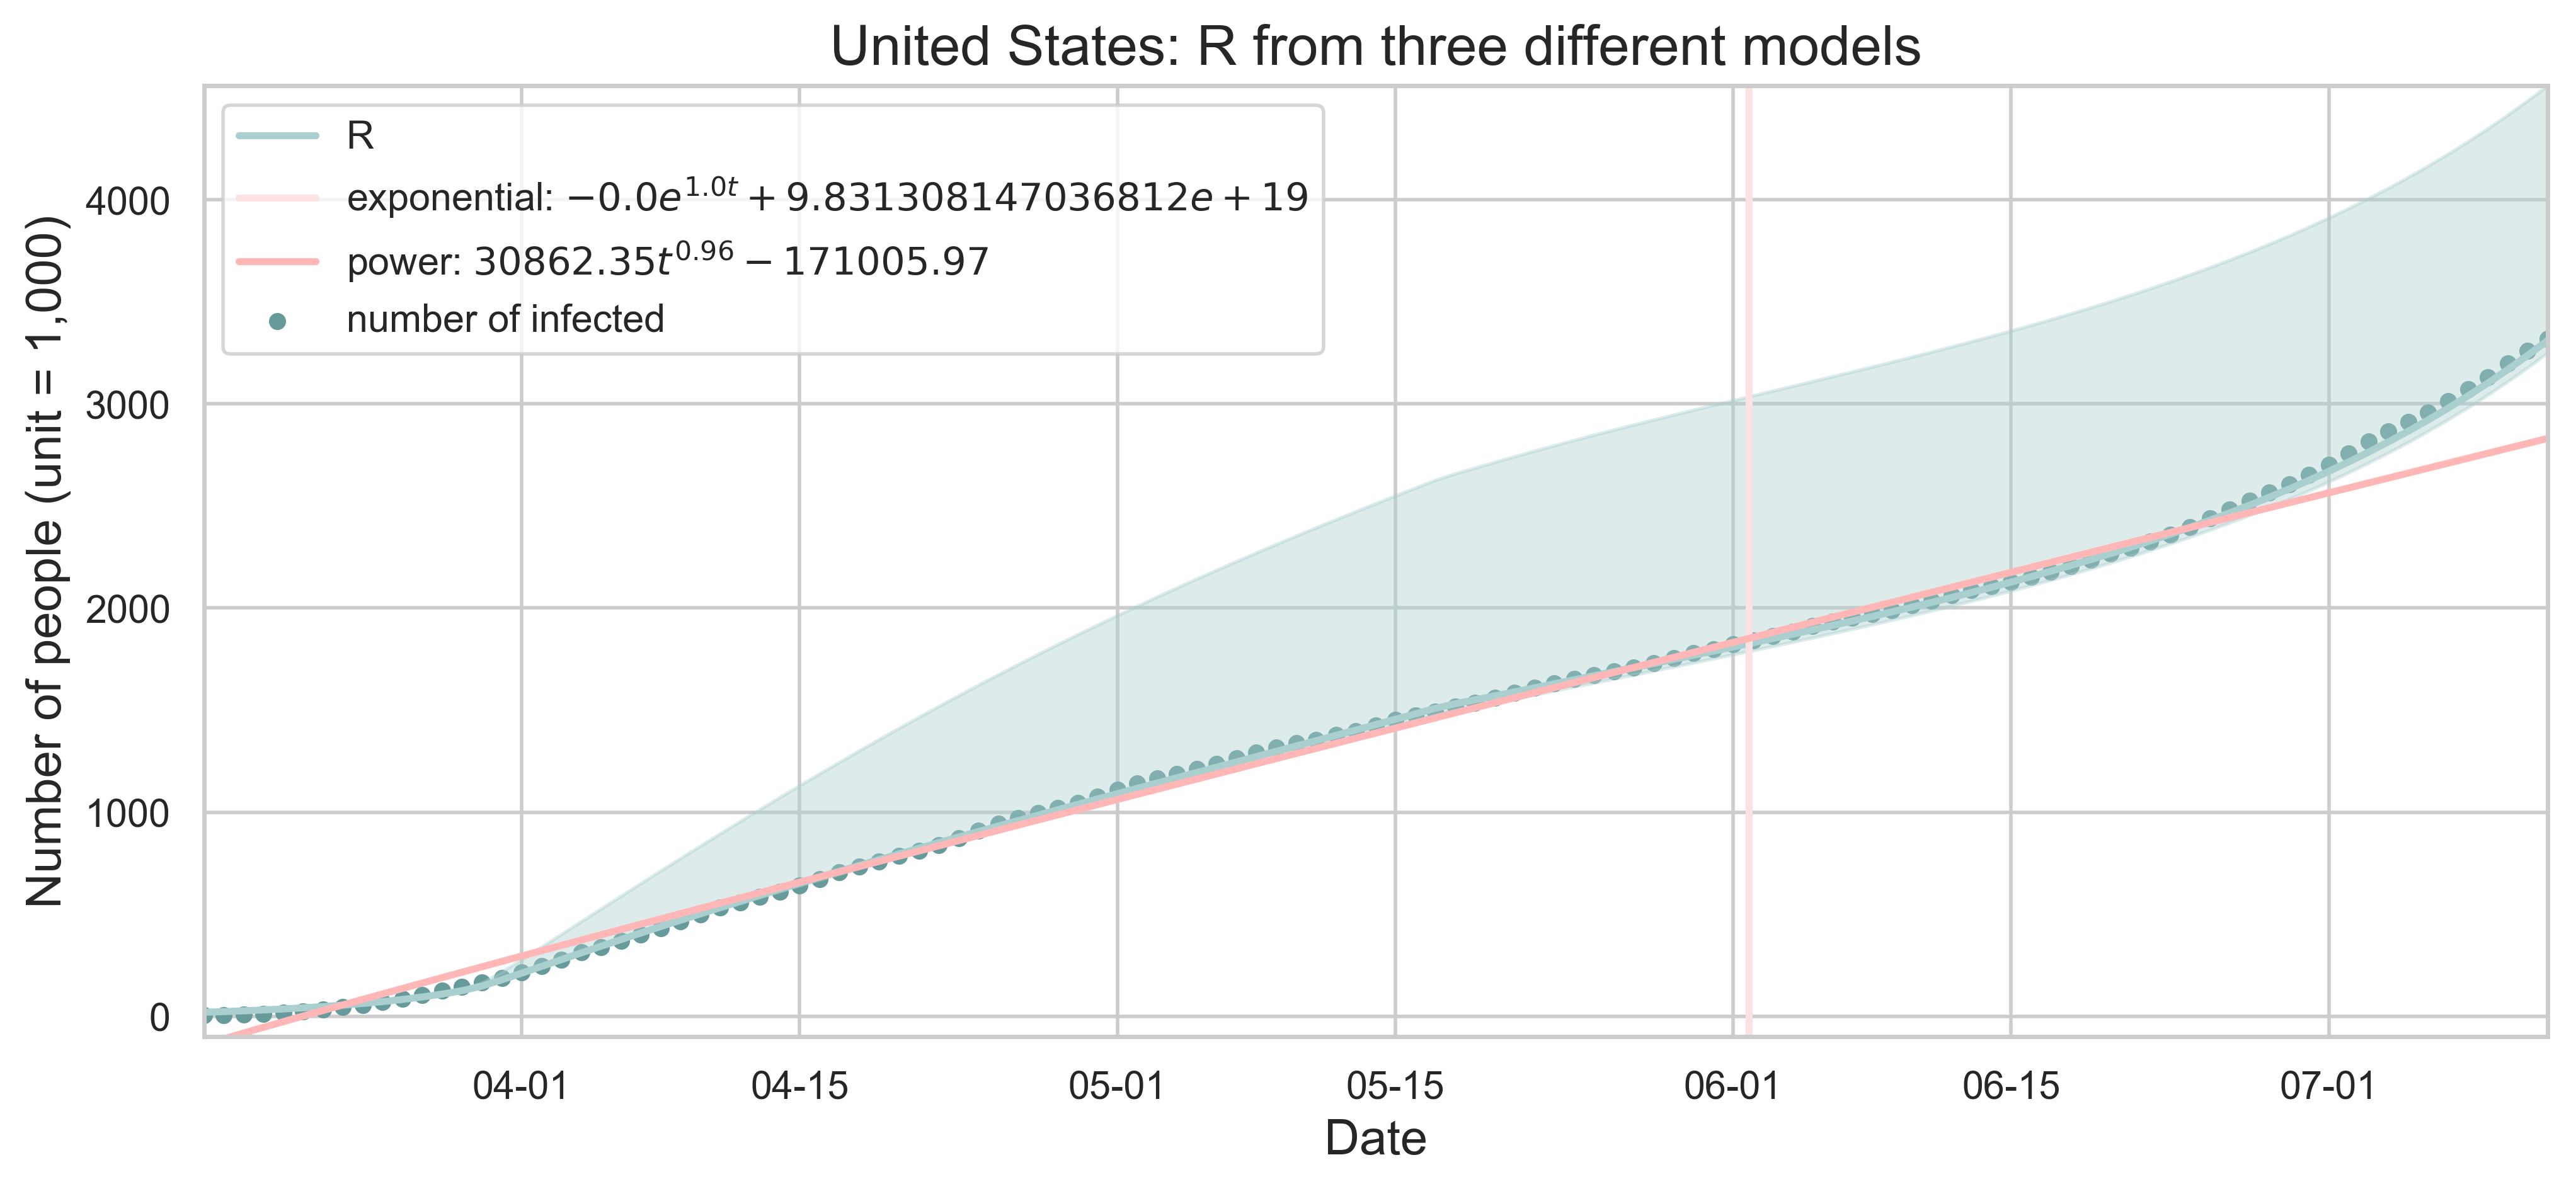 United States: R from three different models
R
exponential: −0.0e^{1.0t} + 9.831308147036812e + 19
power: 30862.35t^{0.96} − 171005.97
number of infected
Number of people (unit = 1,000)
4000
3000
2000
1000
0
04-01 04-15 05-01 05-15 06-01 06-15 07-01
Date